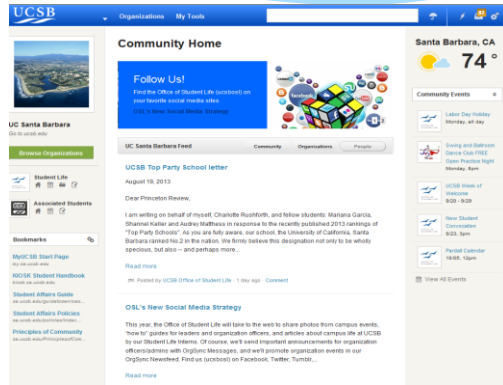 UCSB
Organizations
My Tools
UC Santa Barbara
Go to ucsb.edu
Browse Organizations
Student Life
Associated Students
Bookmarks
MyUCSB Start Page
my.sa.ucsb.edu
KIOSK Student Handbook
kiosk.sa.ucsb.edu
Student Affairs Guide
Student Affairs Policies
Principles of Community
Community Home
Follow Us!
Find the Office of Student Life (ucsbosl) on
your favorite social media sites.
OSL's New Social Media Strategy
UC Santa Barbara Feed
Community
Organizations
People
UCSB Top Party School letter
August 19, 2013
Dear Princeton Review,
I am writing on behalf of myself, Charlotte Rushforth, and fellow students: Mariana Garcia,
Shannel Keller and Audrey Matthess in response to the recently published 2013 rankings of
"Top Party Schools". As you are fully aware, our school, the University of California, Santa
Barbara ranked No.2 in the nation. We firmly believe this designation not only to be wholly
specious, but also – and perhaps more...
Read more
Posted by UCSB Office of Student Life · 1 day ago · Comment
OSL's New Social Media Strategy
This year, the Office of Student Life will take to the web to share photos from campus events,
"how to" guides for leaders and organization officers, and articles about campus life at UCSB
by our Student Life Interns. Of course, we'll send important announcements for organization
officers/admins with OrgSync Messages, and we'll promote organization events in our
OrgSync Newsfeed. Find us (ucsbosl) on Facebook, Twitter, Tumblr,...
Read more
Santa Barbara, CA
74°
Community Events
Labor Day Holiday
Monday, all day
Swing and Ballroom
Dance Club FREE
Open Practice Night
Monday, 8pm
UCSB Week of
Welcome
9/20 - 9/29
New Student
Convocation
9/23, 3pm
Pardall Calendar
10/05, 12pm
View All Events